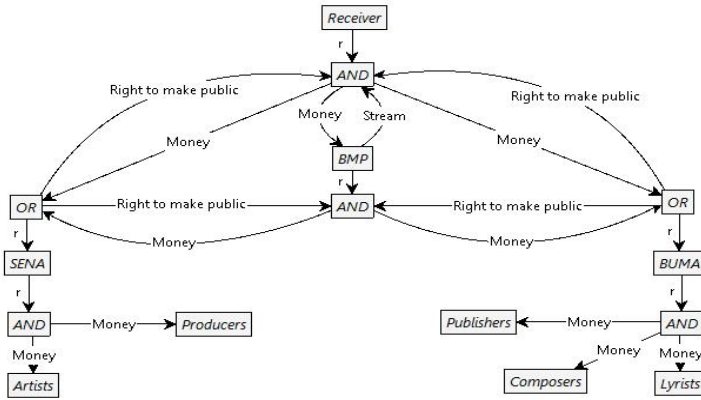 Receiver
r
AND
Right to make public
Right to make public
Money
Stream
Money
Money
BMP
r
AND
OR
Right to make public
Right to make public
OR
r
Money
Money
r
SENA
BUMA
r
r
AND
Money
Producers
Publishers
Money
AND
Money
Money
Money
Artists
Composers
Lyrists